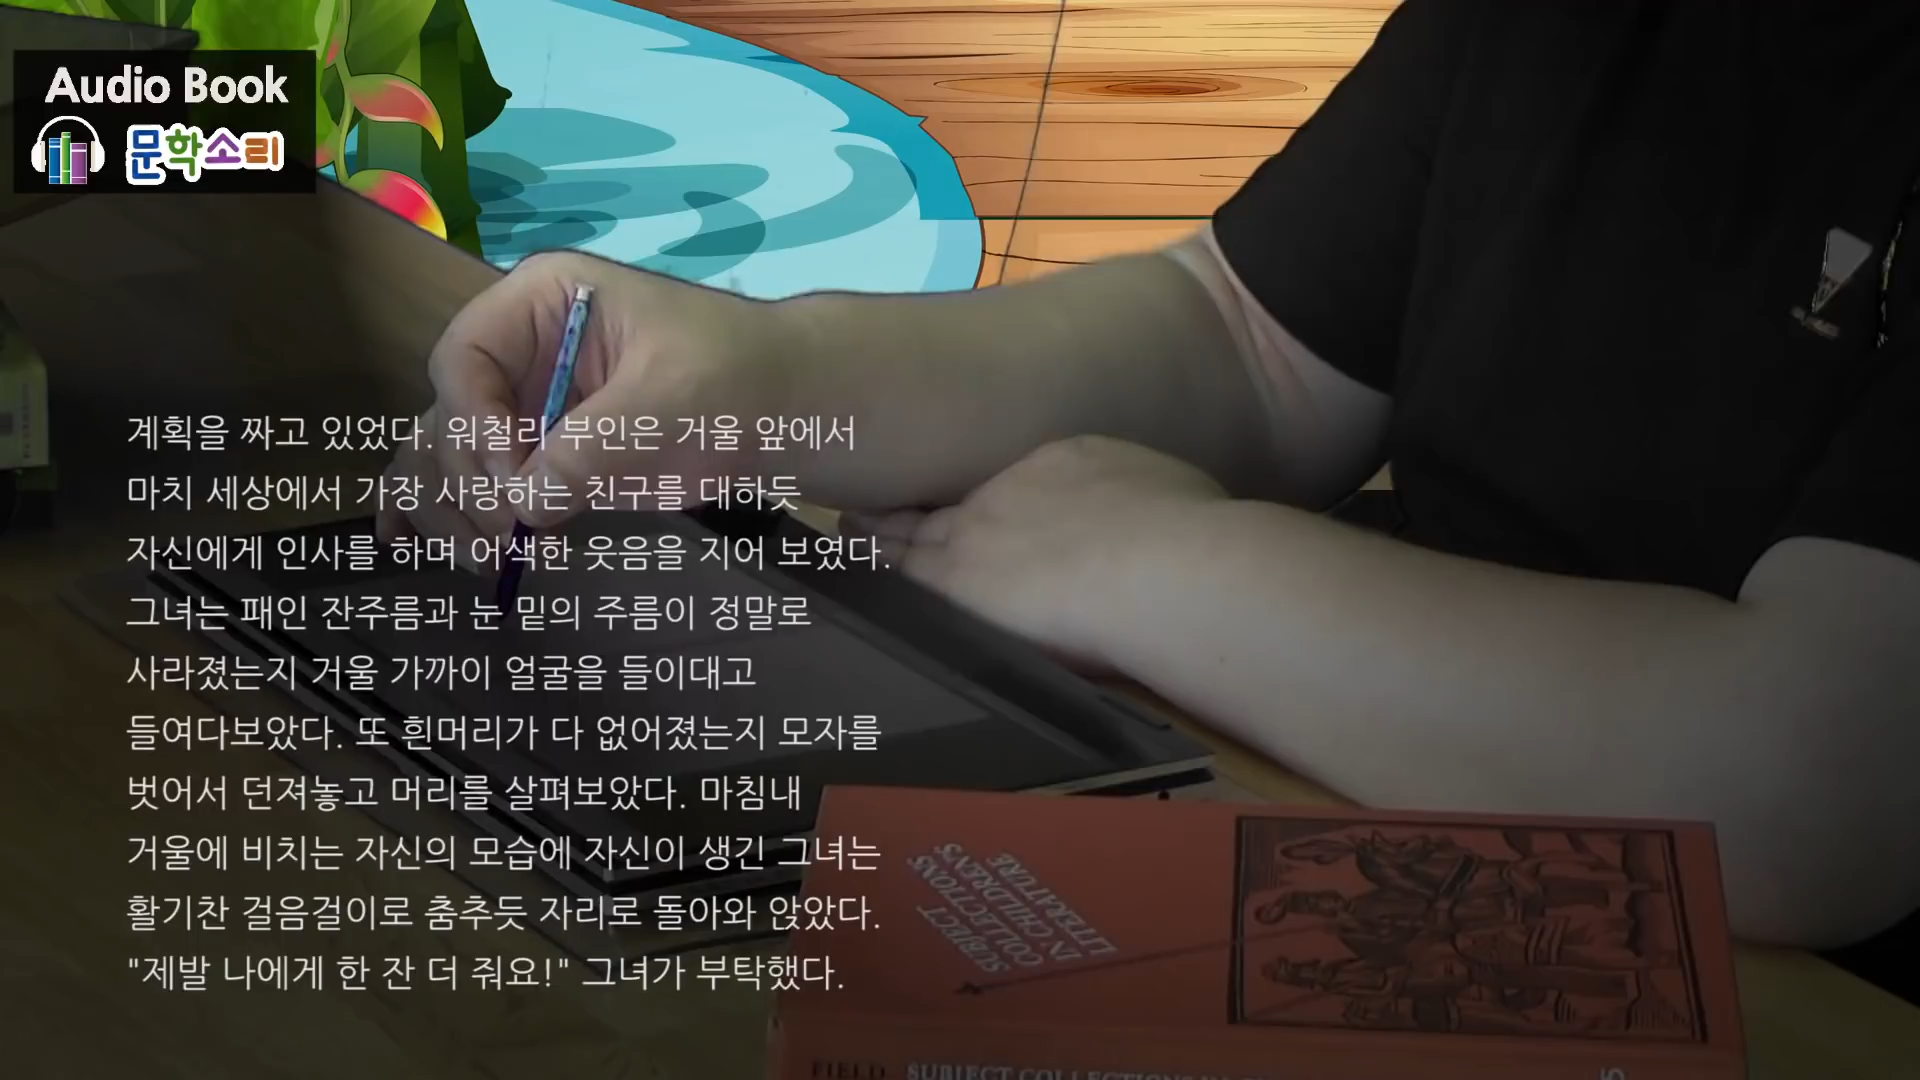 Audio Book
문학소리
계획을 짜고 있었다. 워철리 부인은 거울 앞에서
마치 세상에서 가장 사랑하는 친구를 대하듯
자신에게 인사를 하며 어색한 웃음을 지어 보였다.
그녀는 패인 잔주름과 눈 밑의 주름이 정말로
사라졌는지 거울 가까이 얼굴을 들이대고
들여다보았다. 또 흰머리가 다 없어졌는지 모자를
벗어서 던져놓고 머리를 살펴보았다. 마침내
거울에 비치는 자신의 모습에 자신이 생긴 그녀는
활기찬 걸음걸이로 춤추듯 자리로 돌아와 앉았다.
"제발 나에게 한 잔 더 줘요!" 그녀가 부탁했다.
SUBJECT
COLLECTIONS
IN CHILDREN'S
LITERATURE
FIELD SUBJECT COLLECTIONS